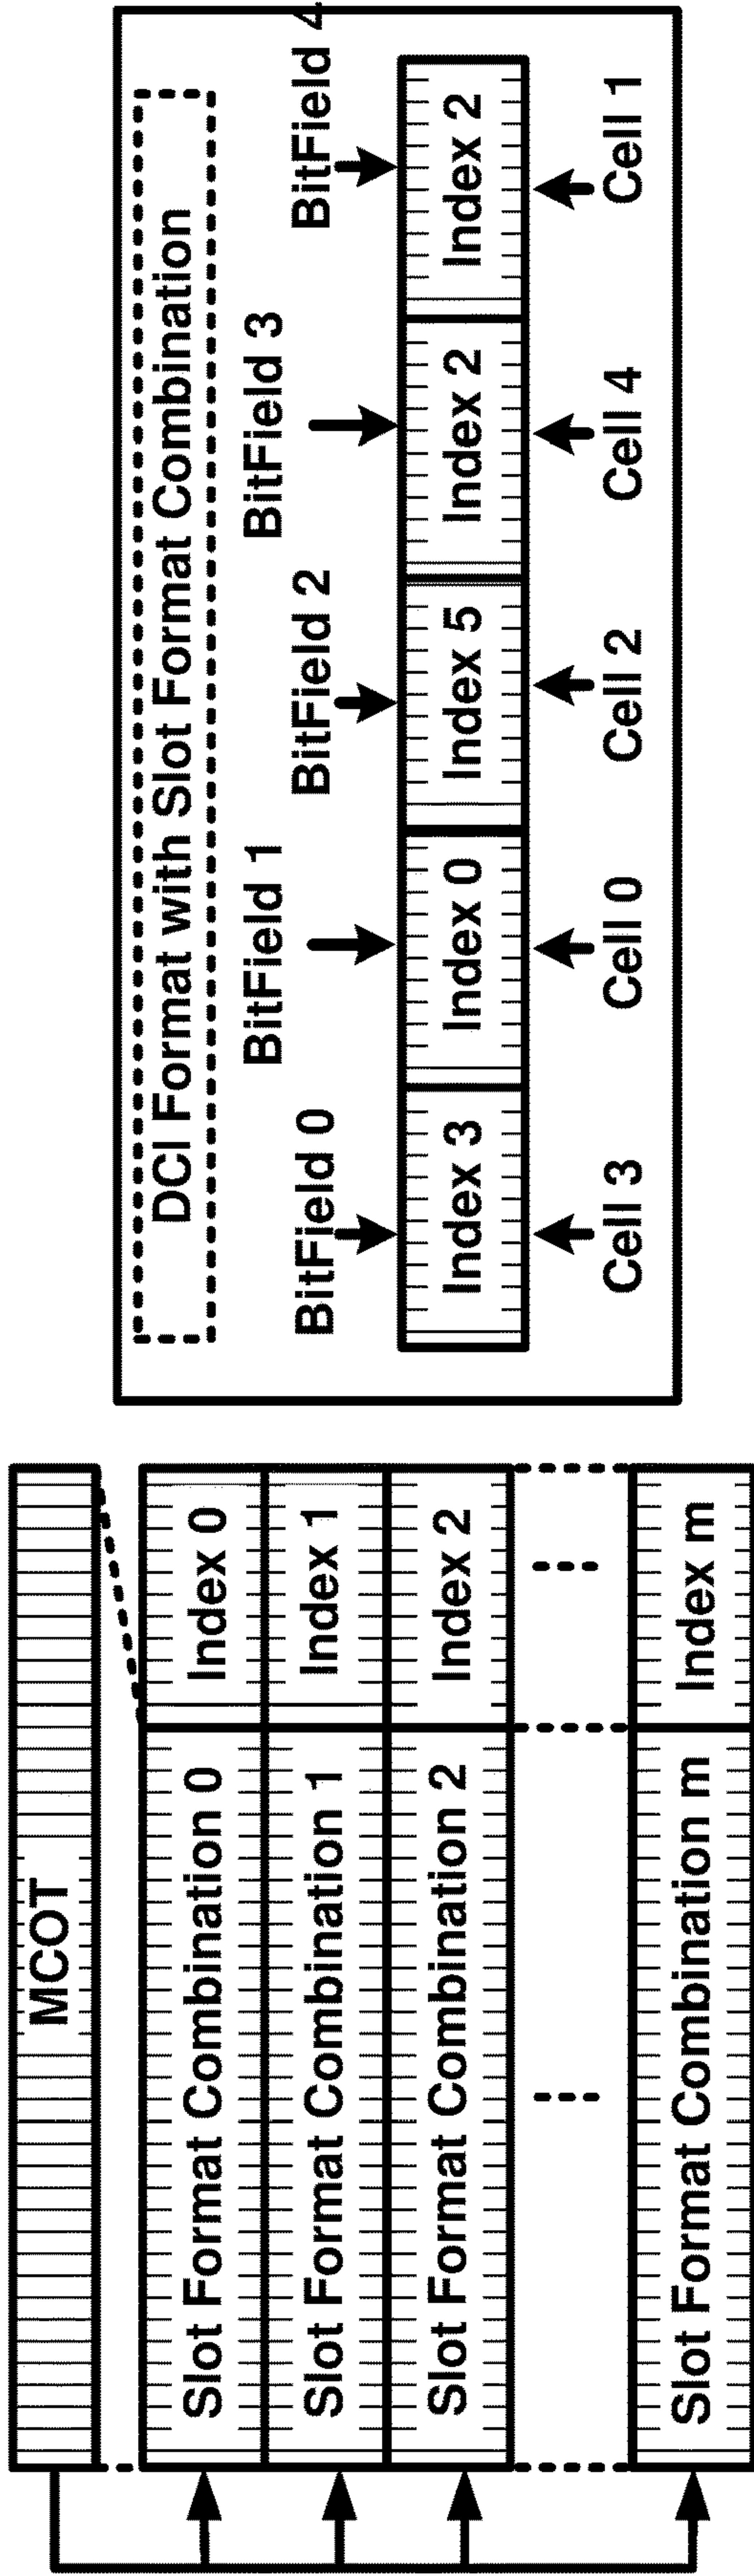 MCOT
Slot Format Combination 0 Index 0
Slot Format Combination 1 Index 1
Slot Format Combination 2 Index 2
Slot Format Combination m Index m
DCI Format with Slot Format Combination
BitField 0 BitField 1 BitField 2 BitField 3 BitField 4
Index 3 Index 0 Index 5 Index 2 Index 2
Cell 3 Cell 0 Cell 2 Cell 4 Cell 1